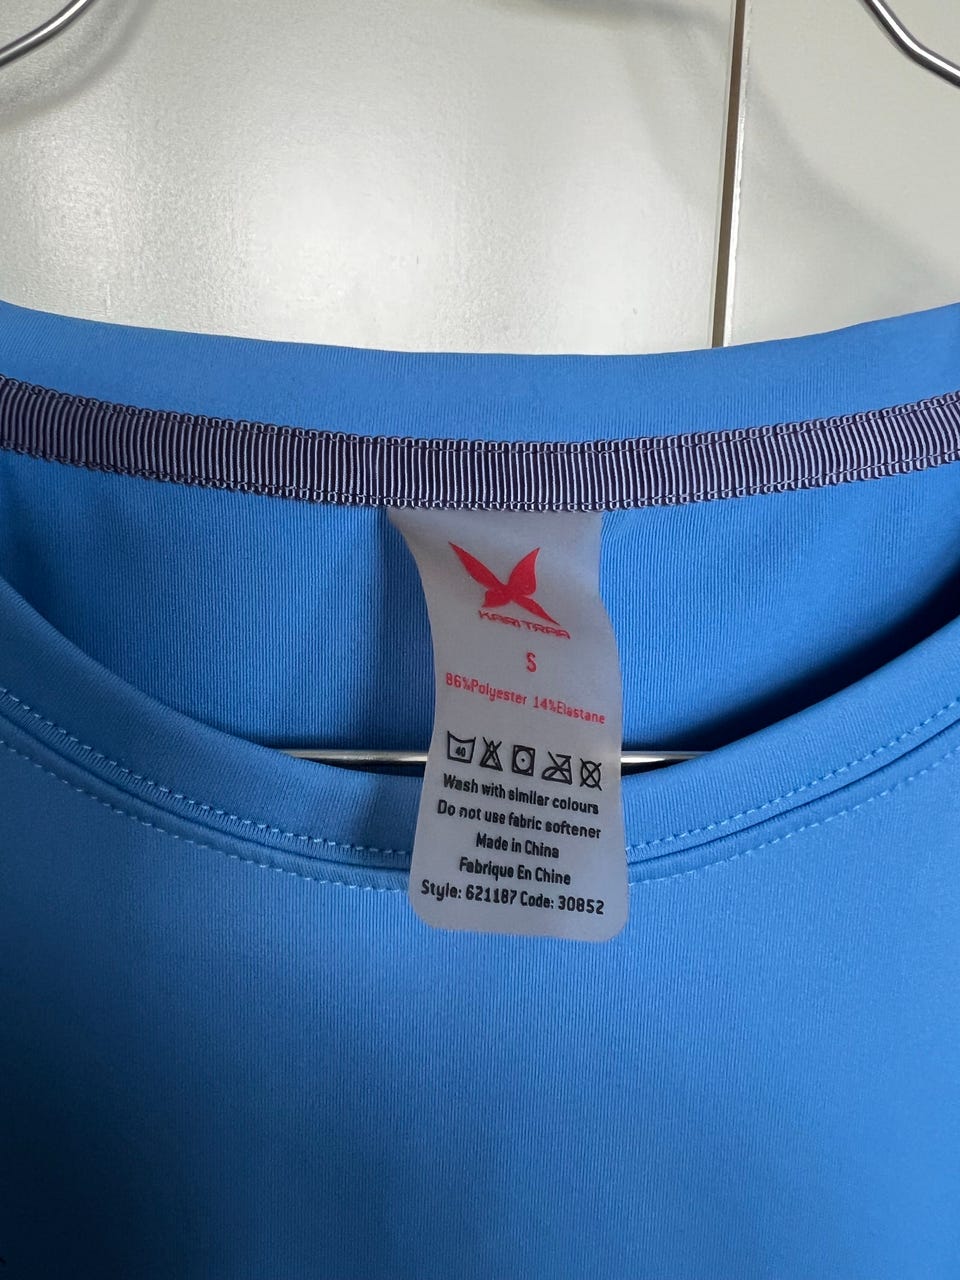 KARI TRAA
S
86%Polyester 14%Elastane
40
Wash with similar colours
Do not use fabric softener
Made in China
Fabrique En Chine
Style: 621187 Code: 30852